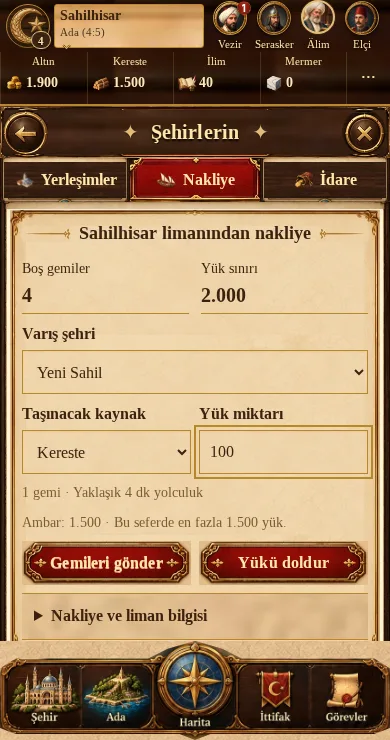 Sahilhisar
Ada (4:5)
4
1
Vezir
Serasker
Âlim
Elçi
Altın
Kereste
İlim
Mermer
1.900
1.500
40
0
...
Şehirlerin
Yerleşimler
Nakliye
İdare
Sahilhisar limanından nakliye
Boş gemiler
Yük sınırı
4
2.000
Varış şehri
Yeni Sahil
Taşınacak kaynak
Yük miktarı
Kereste
100
1 gemi · Yaklaşık 4 dk yolculuk
Ambar: 1.500 · Bu seferde en fazla 1.500 yük.
Gemileri gönder
Yükü doldur
Nakliye ve liman bilgisi
Şehir
Ada
Harita
İttifak
Görevler